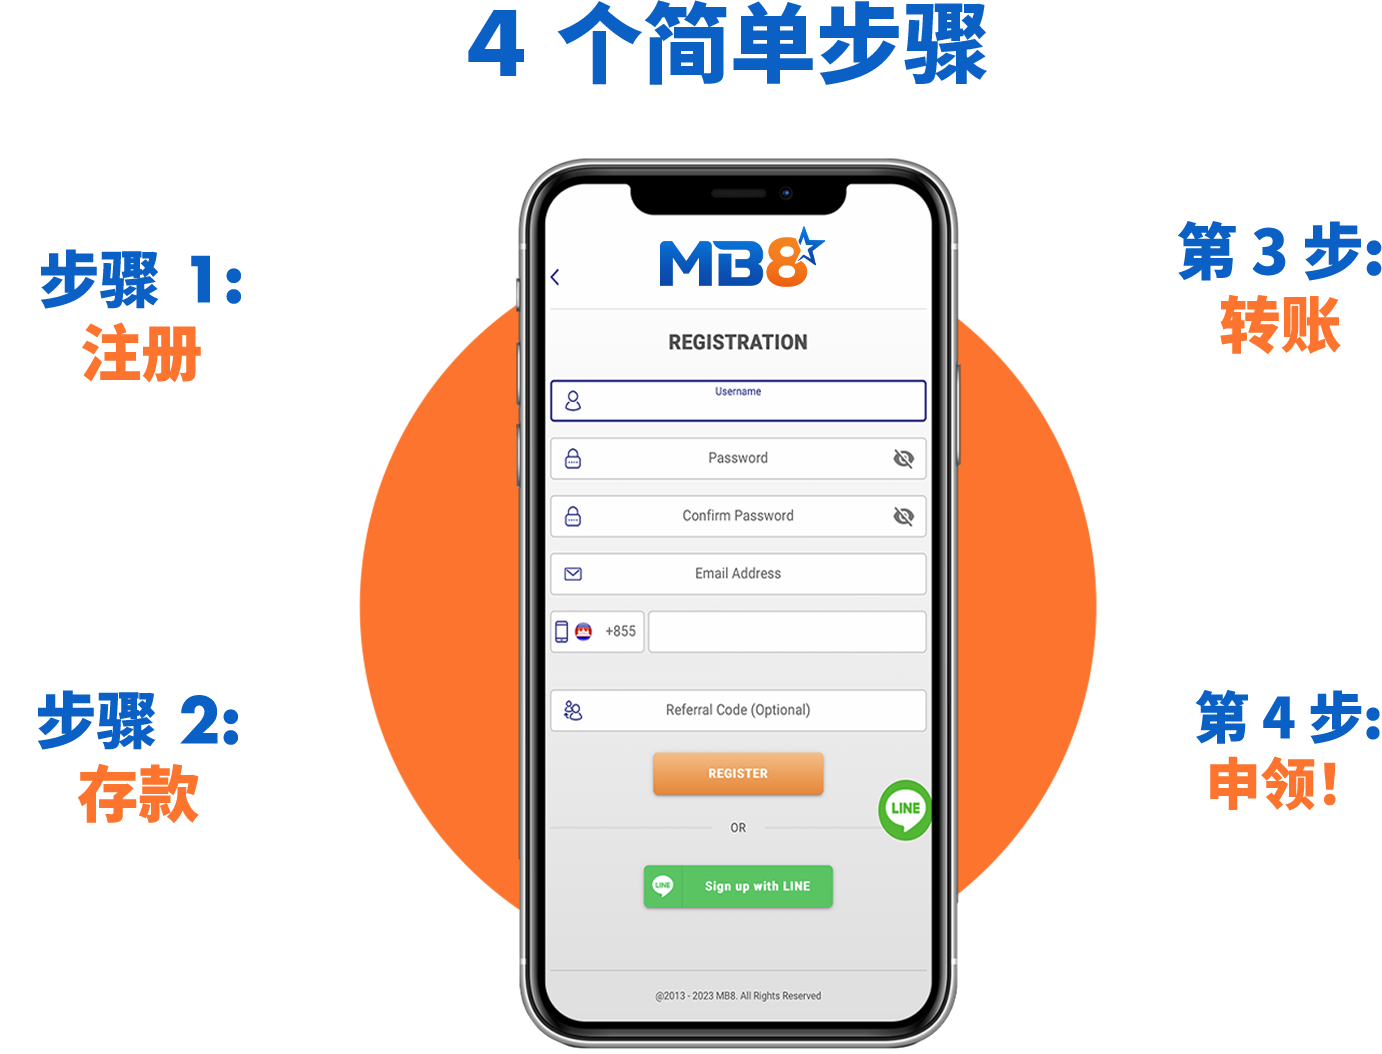 4 个简单步骤
步骤 1:
注册
步骤 2:
存款
MB8
REGISTRATION
Username
Password
Confirm Password
Email Address
+855
Referral Code (Optional)
REGISTER
LINE
OR
LINE
Sign up with LINE
@2013 - 2023 MB8. All Rights Reserved
第 3 步:
转账
第 4 步:
申领!